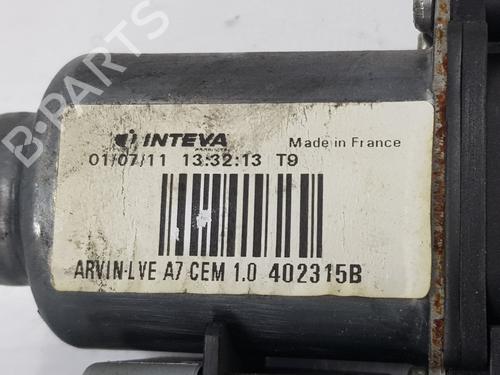 INTEVA Made in France
PRODUCTS
01/07/11 13:32:13 T9
ARVIN-LVE A7 CEM 1.0 402315B
B-PARTS